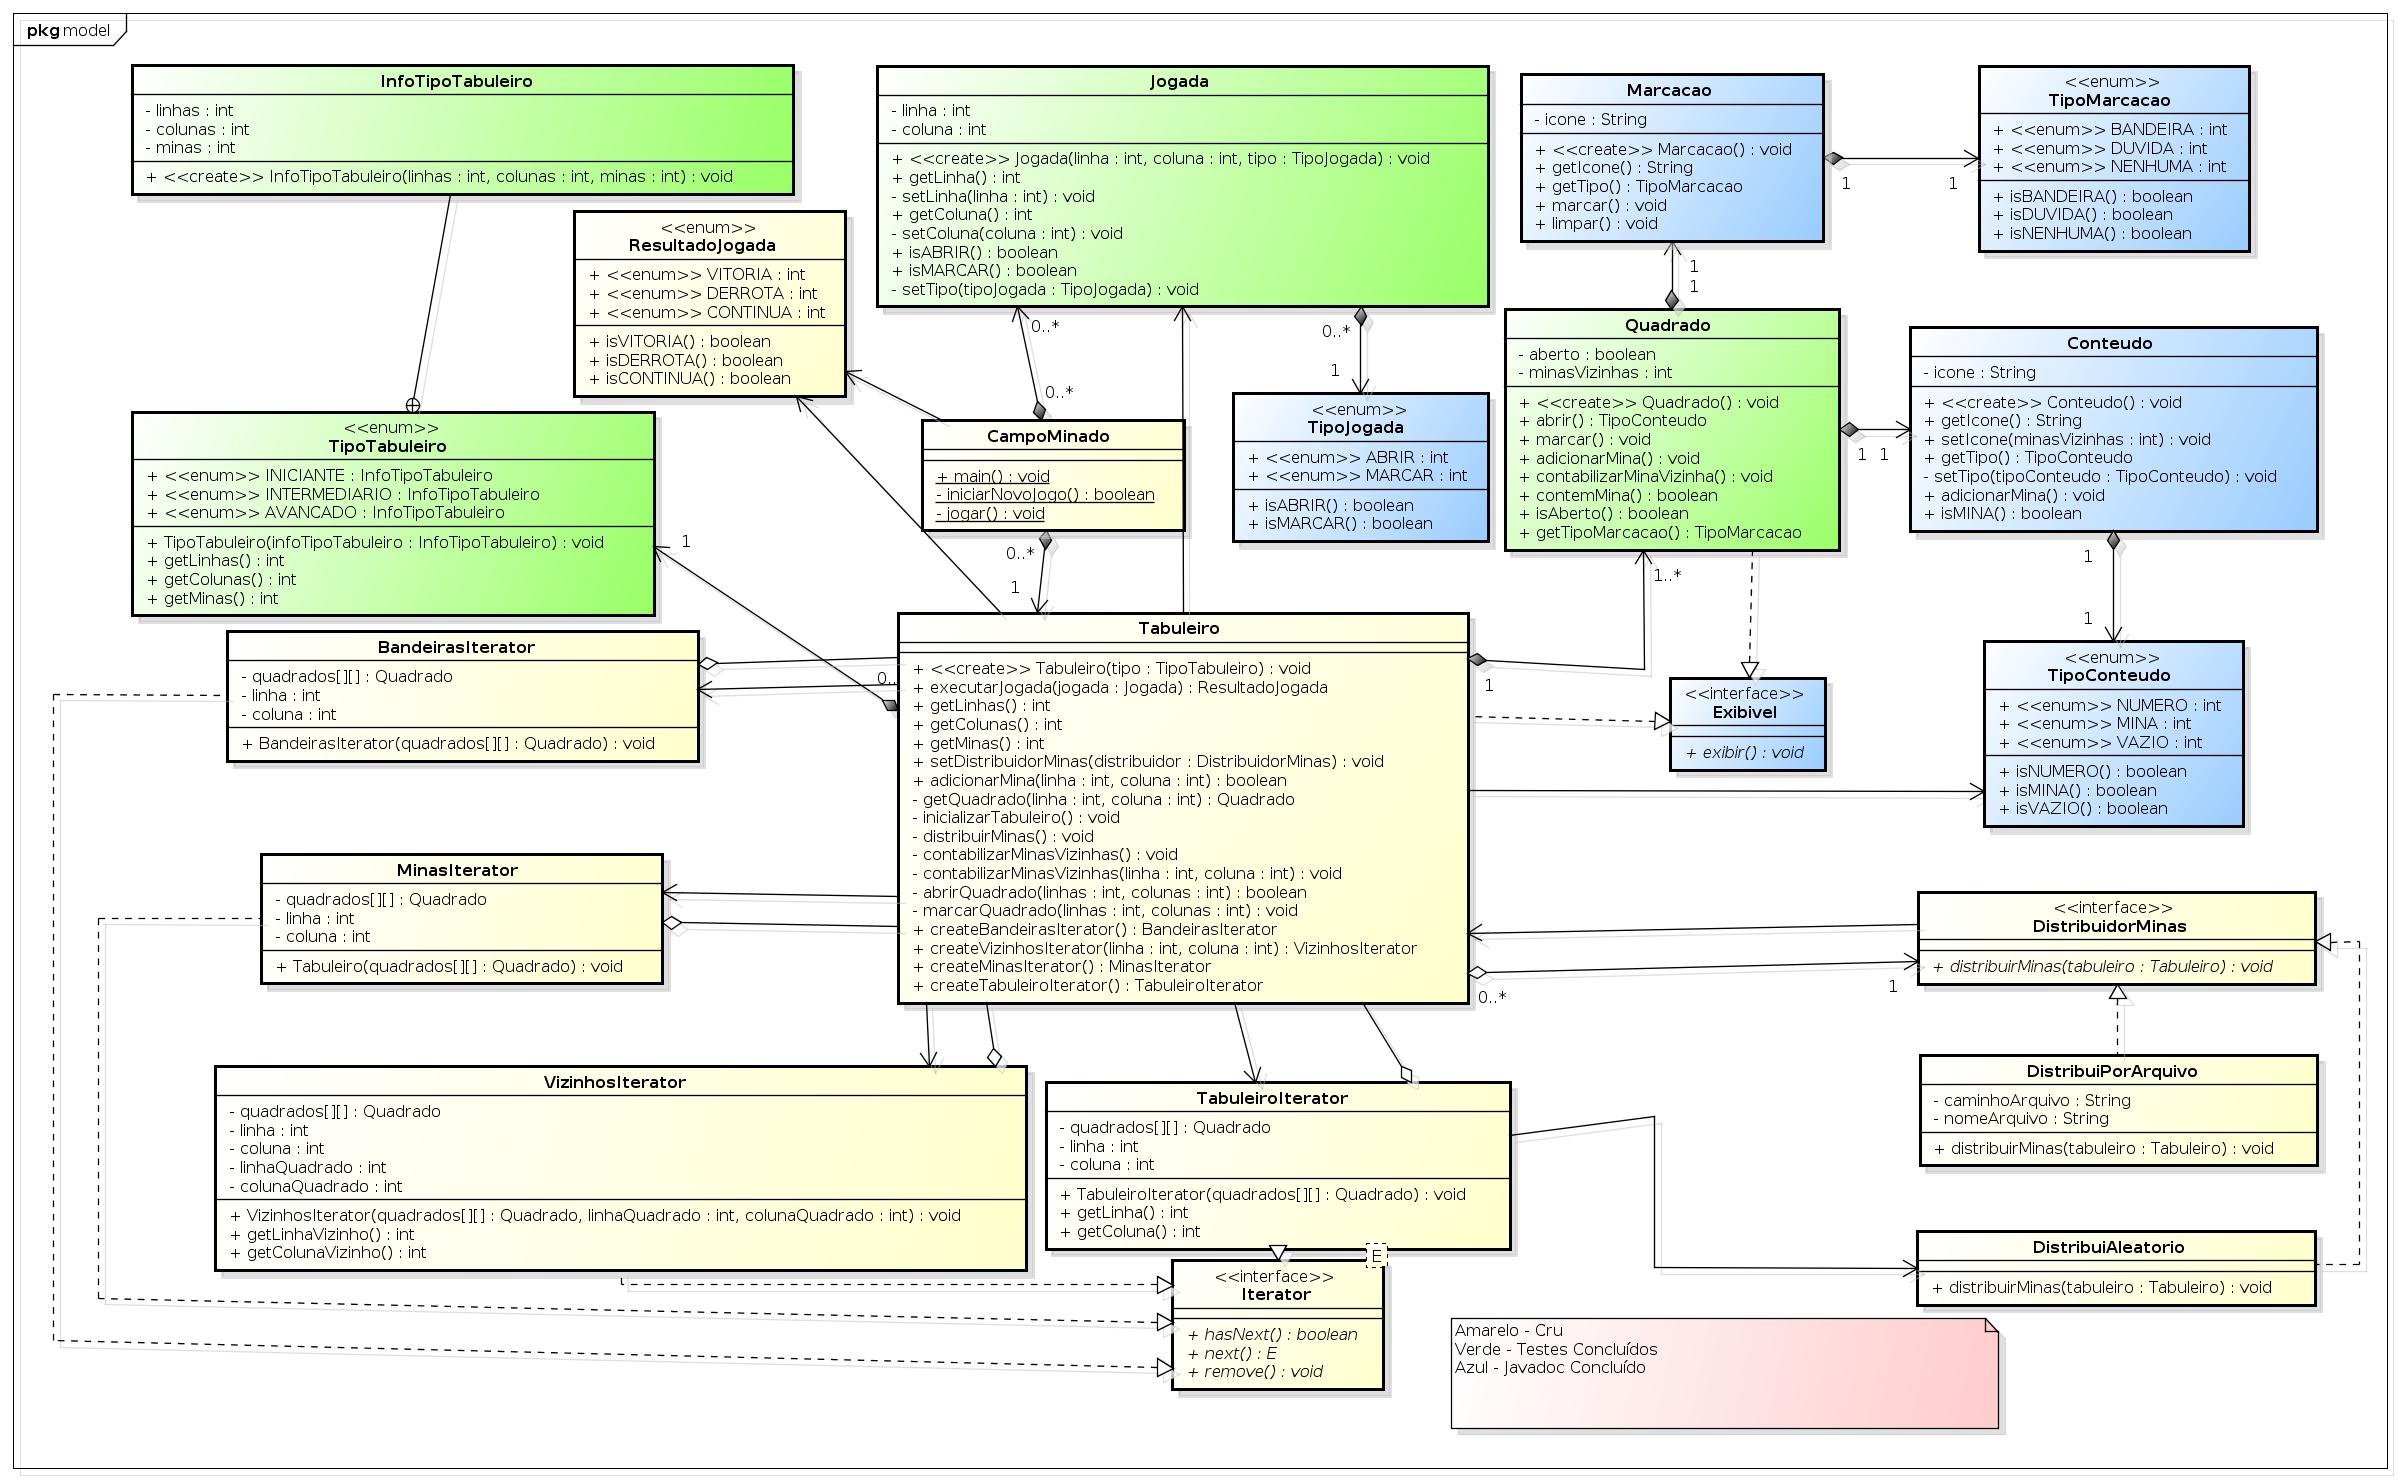 pkg model
InfoTipoTabuleiro
- linhas : int
- colunas : int
- minas : int
+ <<create>> InfoTipoTabuleiro(linhas : int, colunas : int, minas : int) : void
Jogada
- linha : int
- coluna : int
+ <<create>> Jogada(linha : int, coluna : int, tipo : TipoJogada) : void
+ getLinha() : int
- setLinha(linha : int) : void
+ getColuna() : int
- setColuna(coluna : int) : void
+ isABRIR() : boolean
+ isMARCAR() : boolean
- setTipo(tipoJogada : TipoJogada) : void
Marcacao
- icone : String
+ <<create>> Marcacao() : void
+ getIcone() : String
+ getTipo() : TipoMarcacao
+ marcar() : void
+ limpar() : void
1
1
<<enum>>
TipoMarcacao
+ <<enum>> BANDEIRA : int
+ <<enum>> DUVIDA : int
+ <<enum>> NENHUMA : int
+ isBANDEIRA() : boolean
+ isDUVIDA() : boolean
+ isNENHUMA() : boolean
<<enum>>
ResultadoJogada
+ <<enum>> VITORIA : int
+ <<enum>> DERROTA : int
+ <<enum>> CONTINUA : int
+ isVITORIA() : boolean
+ isDERROTA() : boolean
+ isCONTINUA() : boolean
1
1
0..*
0..*
0..*
1
Quadrado
- aberto : boolean
- minasVizinhas : int
+ <<create>> Quadrado() : void
+ abrir() : TipoConteudo
+ marcar() : void
+ adicionarMina() : void
+ contabilizarMinaVizinha() : void
+ contemMina() : boolean
+ isAberto() : boolean
+ getTipoMarcacao() : TipoMarcacao
1
1
Conteudo
- icone : String
+ <<create>> Conteudo() : void
+ getIcone() : String
+ setIcone(minasVizinhas : int) : void
+ getTipo() : TipoConteudo
- setTipo(tipoConteudo : TipoConteudo) : void
+ adicionarMina() : void
+ isMINA() : boolean
<<enum>>
TipoTabuleiro
+ <<enum>> INICIANTE : InfoTipoTabuleiro
+ <<enum>> INTERMEDIARIO : InfoTipoTabuleiro
+ <<enum>> AVANCADO : InfoTipoTabuleiro
+ TipoTabuleiro(infoTipoTabuleiro : InfoTipoTabuleiro) : void
+ getLinhas() : int
+ getColunas() : int
+ getMinas() : int
1
CampoMinado
+ main() : void
- iniciarNovoJogo() : boolean
- jogar() : void
0..*
1
<<enum>>
TipoJogada
+ <<enum>> ABRIR : int
+ <<enum>> MARCAR : int
+ isABRIR() : boolean
+ isMARCAR() : boolean
1..*
1
1
BandeirasIterator
- quadrados[][] : Quadrado
- linha : int
- coluna : int
+ BandeirasIterator(quadrados[][] : Quadrado) : void
0..
Tabuleiro
+ <<create>> Tabuleiro(tipo : TipoTabuleiro) : void
+ executarJogada(jogada : Jogada) : ResultadoJogada
+ getLinhas() : int
+ getColunas() : int
+ getMinas() : int
+ setDistribuidorMinas(distribuidor : DistribuidorMinas) : void
+ adicionarMina(linha : int, coluna : int) : boolean
- getQuadrado(linha : int, coluna : int) : Quadrado
- inicializarTabuleiro() : void
- distribuirMinas() : void
- contabilizarMinasVizinhas() : void
- contabilizarMinasVizinhas(linha : int, coluna : int) : void
- abrirQuadrado(linhas : int, colunas : int) : boolean
- marcarQuadrado(linhas : int, colunas : int) : void
+ createBandeirasIterator() : BandeirasIterator
+ createVizinhosIterator(linha : int, coluna : int) : VizinhosIterator
+ createMinasIterator() : MinasIterator
+ createTabuleiroIterator() : TabuleiroIterator
1
<<interface>>
Exibivel
+ exibir() : void
<<enum>>
TipoConteudo
+ <<enum>> NUMERO : int
+ <<enum>> MINA : int
+ <<enum>> VAZIO : int
+ isNUMERO() : boolean
+ isMINA() : boolean
+ isVAZIO() : boolean
MinasIterator
- quadrados[][] : Quadrado
- linha : int
- coluna : int
+ Tabuleiro(quadrados[][] : Quadrado) : void
0..*
1
<<interface>>
DistribuidorMinas
+ distribuirMinas(tabuleiro : Tabuleiro) : void
VizinhosIterator
- quadrados[][] : Quadrado
- linha : int
- coluna : int
- linhaQuadrado : int
- colunaQuadrado : int
+ VizinhosIterator(quadrados[][] : Quadrado, linhaQuadrado : int, colunaQuadrado : int) : void
+ getLinhaVizinho() : int
+ getColunaVizinho() : int
TabuleiroIterator
- quadrados[][] : Quadrado
- linha : int
- coluna : int
+ TabuleiroIterator(quadrados[][] : Quadrado) : void
+ getLinha() : int
+ getColuna() : int
DistribuiPorArquivo
- caminhoArquivo : String
- nomeArquivo : String
+ distribuirMinas(tabuleiro : Tabuleiro) : void
DistribuiAleatorio
+ distribuirMinas(tabuleiro : Tabuleiro) : void
E
<<interface>>
Iterator
+ hasNext() : boolean
+ next() : E
+ remove() : void
Amarelo - Cru
Verde - Testes Concluídos
Azul - Javadoc Concluído